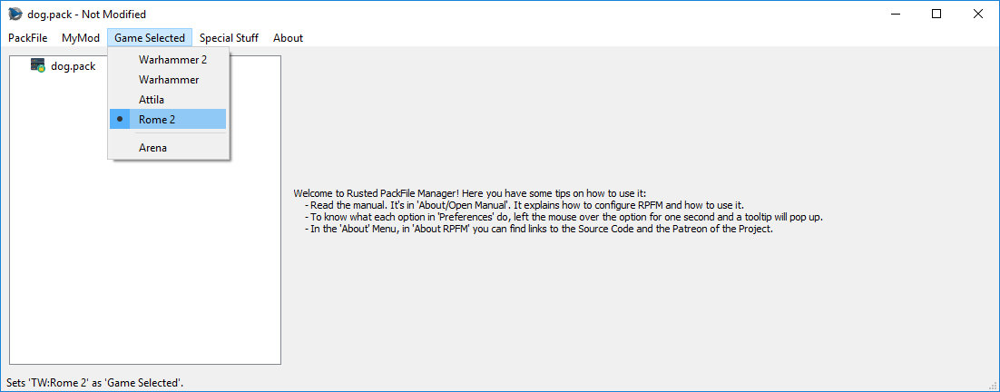 dog.pack - Not Modified
PackFile MyMod Game Selected Special Stuff About
dog.pack
Warhammer 2
Warhammer
Attila
Rome 2
Arena
Welcome to Rusted PackFile Manager! Here you have some tips on how to use it:
- Read the manual. It's in 'About/Open Manual'. It explains how to configure RPFM and how to use it.
- To know what each option in 'Preferences' do, left the mouse over the option for one second and a tooltip will pop up.
- In the 'About' Menu, in 'About RPFM' you can find links to the Source Code and the Patreon of the Project.
Sets 'TW:Rome 2' as 'Game Selected'.